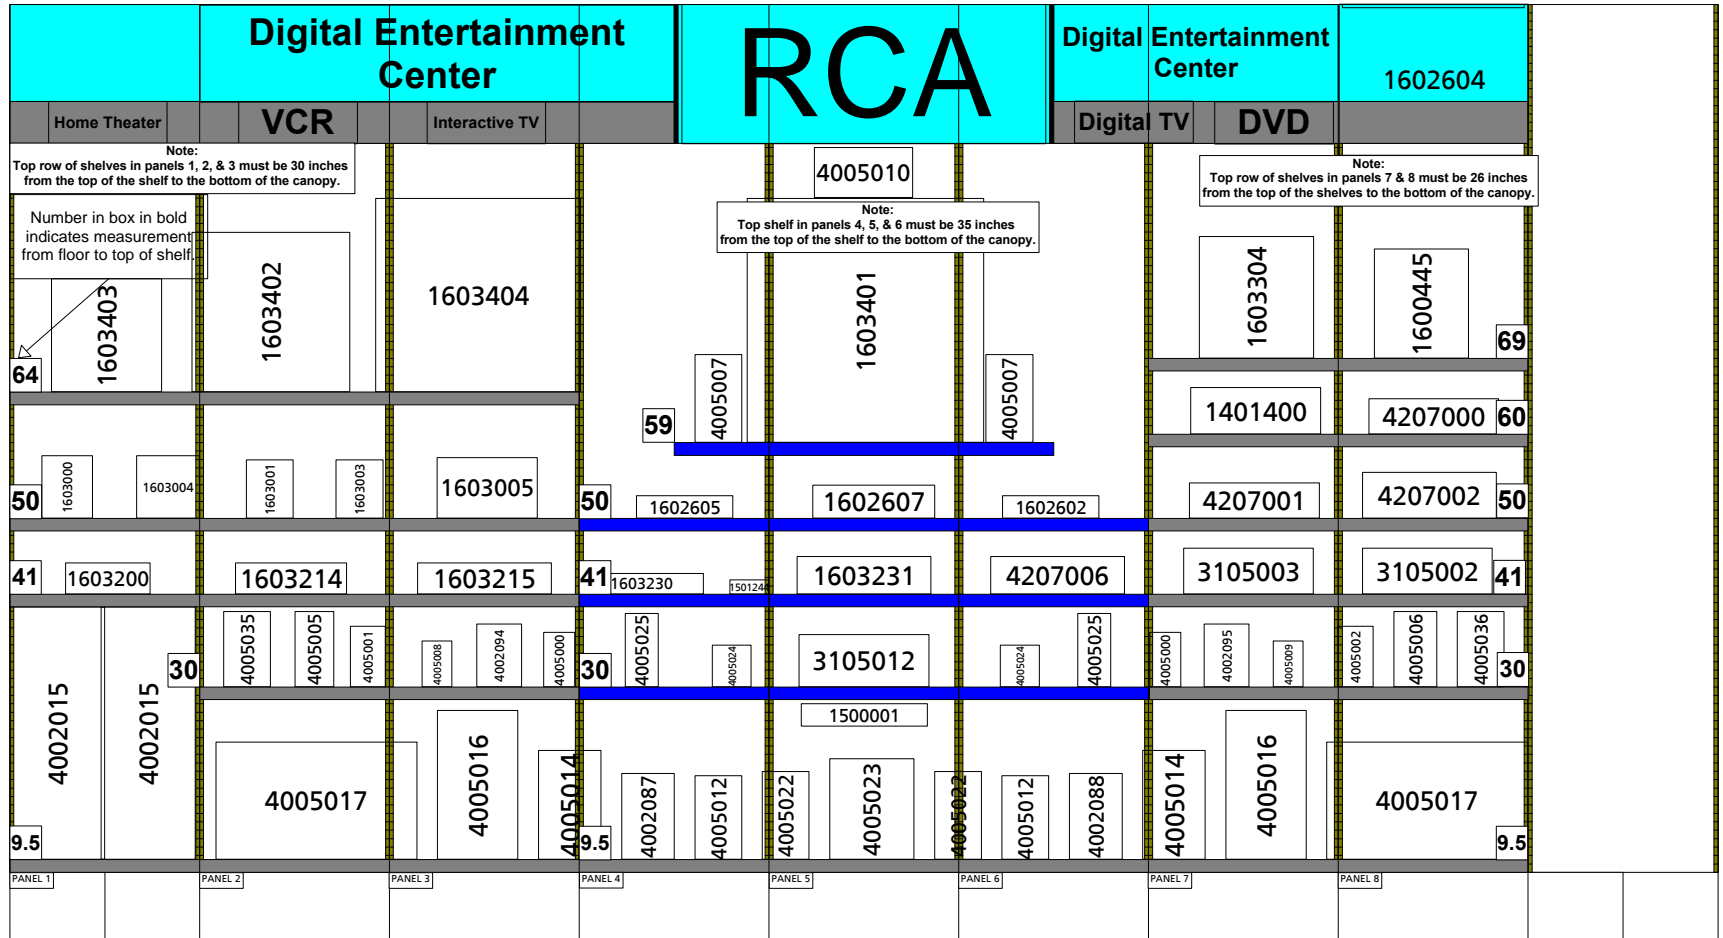 Digital Entertainment
Center
RCA
Digital Entertainment
Center
1602604
Home Theater
VCR
Interactive TV
Digital TV
DVD
Note:
Top row of shelves in panels 1, 2, & 3 must be 30 inches
from the top of the shelf to the bottom of the canopy.
4005010
Note:
Top row of shelves in panels 7 & 8 must be 26 inches
from the top of the shelves to the bottom of the canopy.
Number in box in bold
indicates measurement
from floor to top of shelf.
Note:
Top shelf in panels 4, 5, & 6 must be 35 inches
from the top of the shelf to the bottom of the canopy.
64
1603403
1603402
1603404
59
4005007
1603401
4005007
1603304
1600445
69
1401400
4207000
60
50
1603000
1603004
1603001
1603003
1603005
50
1602605
1602607
1602602
4207001
4207002
50
41
1603200
1603214
1603215
41
1603230
1501244
1603231
4207006
3105003
3105002
41
30
4005035
4005005
4005001
4005008
4002094
4005000
30
4005025
4005024
3105012
4005024
4005025
4005000
4002095
4005009
4005002
4005006
4005036
30
1500001
9.5
4002015
4002015
4005017
4005016
4005014
9.5
4002087
4005012
4005022
4005023
4005022
4005012
4002088
4005014
4005016
4005017
9.5
PANEL 1
PANEL 2
PANEL 3
PANEL 4
PANEL 5
PANEL 6
PANEL 7
PANEL 8